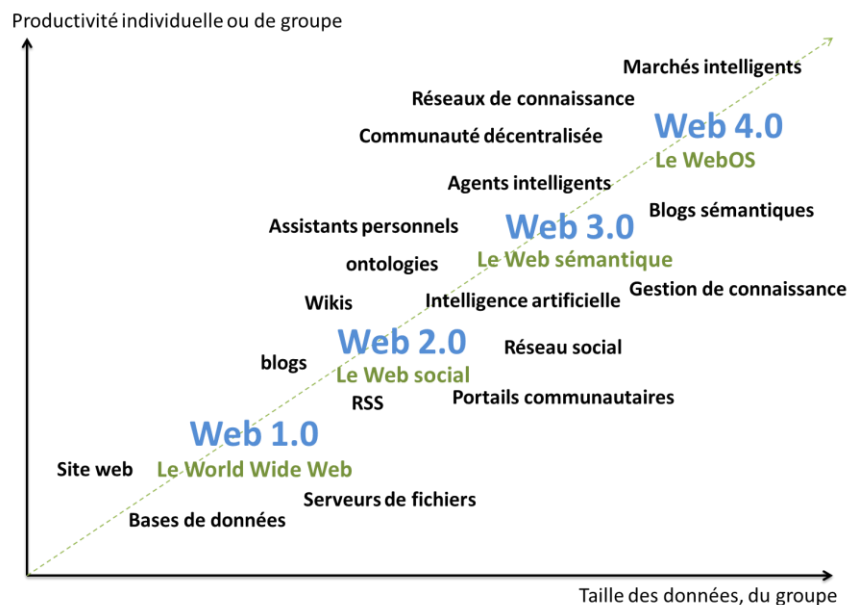 Productivité individuelle ou de groupe
Marchés intelligents
Réseaux de connaissance
Web 4.0
Communauté décentralisée
Le WebOS
Agents intelligents
Blogs sémantiques
Assistants personnels
Web 3.0
Le Web sémantique
ontologies
Gestion de connaissance
Wikis
Intelligence artificielle
Web 2.0
Réseau social
blogs
Le Web social
RSS
Portails communautaires
Web 1.0
Site web
Le World Wide Web
Serveurs de fichiers
Bases de données
Taille des données, du groupe